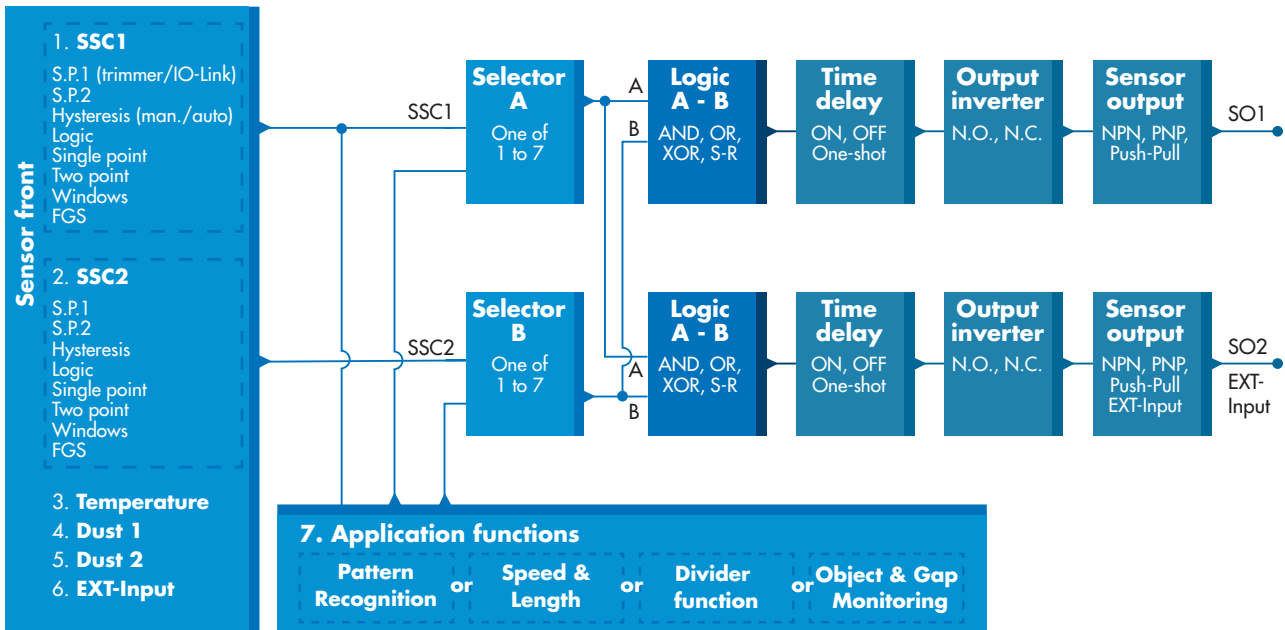 Sensor front
1. SSC1
S.P.1 (trimmer/IO-Link)
S.P.2
Hysteresis (man./auto)
Logic
Single point
Two point
Windows
FGS
2. SSC2
S.P.1
S.P.2
Hysteresis
Logic
Single point
Two point
Windows
FGS
3. Temperature
4. Dust 1
5. Dust 2
6. EXT-Input
SSC1
Selector
A
One of
1 to 7
A
B
Logic
A - B
AND, OR,
XOR, S-R
Time
delay
ON, OFF
One-shot
Output
inverter
N.O., N.C.
Sensor
output
NPN, PNP,
Push-Pull
SO1
SSC2
Selector
B
One of
1 to 7
A
B
Logic
A - B
AND, OR,
XOR, S-R
Time
delay
ON, OFF
One-shot
Output
inverter
N.O., N.C.
Sensor
output
NPN, PNP,
Push-Pull
EXT-Input
SO2
EXT-
Input
7. Application functions
Pattern
Recognition
or
Speed &
Length
or
Divider
function
or
Object & Gap
Monitoring